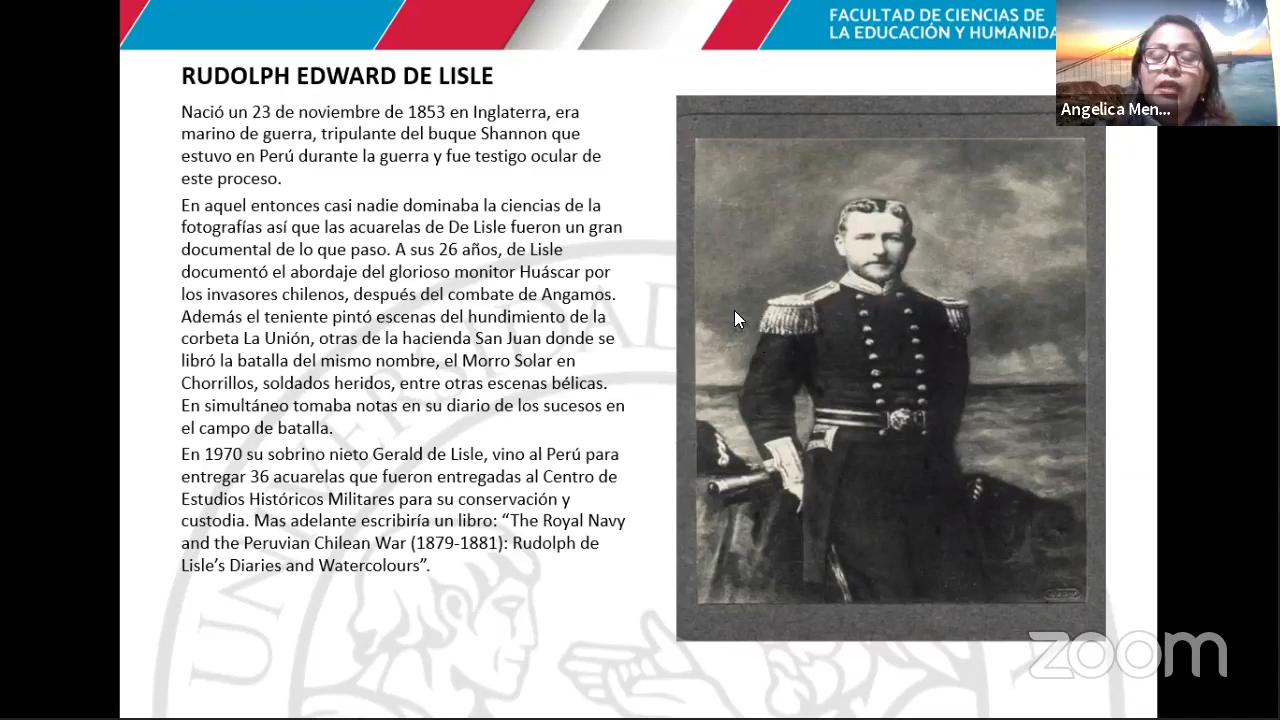 FACULTAD DE CIENCIAS DE
LA EDUCACIÓN Y HUMANIDA
RUDOLPH EDWARD DE LISLE
Angelica Men...
Nació un 23 de noviembre de 1853 en Inglaterra, era
marino de guerra, tripulante del buque Shannon que
estuvo en Perú durante la guerra y fue testigo ocular de
este proceso.
En aquel entonces casi nadie dominaba la ciencias de la
fotografías así que las acuarelas de De Lisle fueron un gran
documental de lo que paso. A sus 26 años, de Lisle
documentó el abordaje del glorioso monitor Huáscar por
los invasores chilenos, después del combate de Angamos.
Además el teniente pintó escenas del hundimiento de la
corbeta La Unión, otras de la hacienda San Juan donde se
libró la batalla del mismo nombre, el Morro Solar en
Chorrillos, soldados heridos, entre otras escenas bélicas.
En simultáneo tomaba notas en su diario de los sucesos en
el campo de batalla.
En 1970 su sobrino nieto Gerald de Lisle, vino al Perú para
entregar 36 acuarelas que fueron entregadas al Centro de
Estudios Históricos Militares para su conservación y
custodia. Mas adelante escribiría un libro: “The Royal Navy
and the Peruvian Chilean War (1879-1881): Rudolph de
Lisle’s Diaries and Watercolours”.
UNIVERSIDAD
zoom